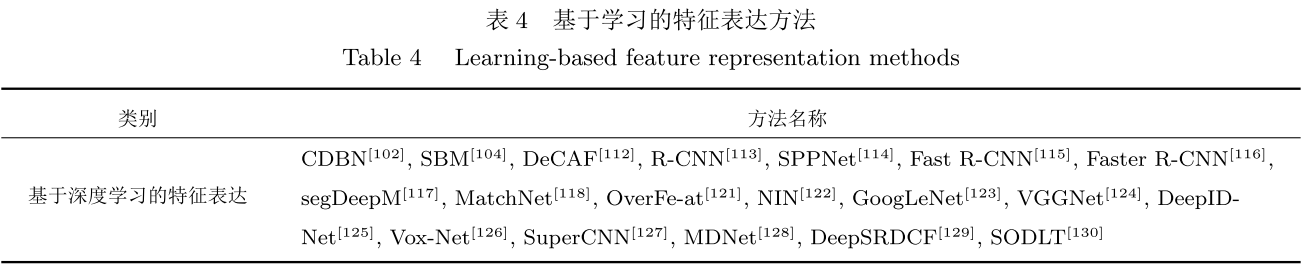 表 4 基于学习的特征表达方法
Table 4 Learning-based feature representation methods
类别 方法名称
CDBN[102], SBM[104], DeCAF[112], R-CNN[113], SPPNet[114], Fast R-CNN[115], Faster R-CNN[116],
基于深度学习的特征表达 segDeepM[117], MatchNet[118], OverFe-at[121], NIN[122], GoogLeNet[123], VGGNet[124], DeepID-
Net[125], Vox-Net[126], SuperCNN[127], MDNet[128], DeepSRDCF[129], SODLT[130]